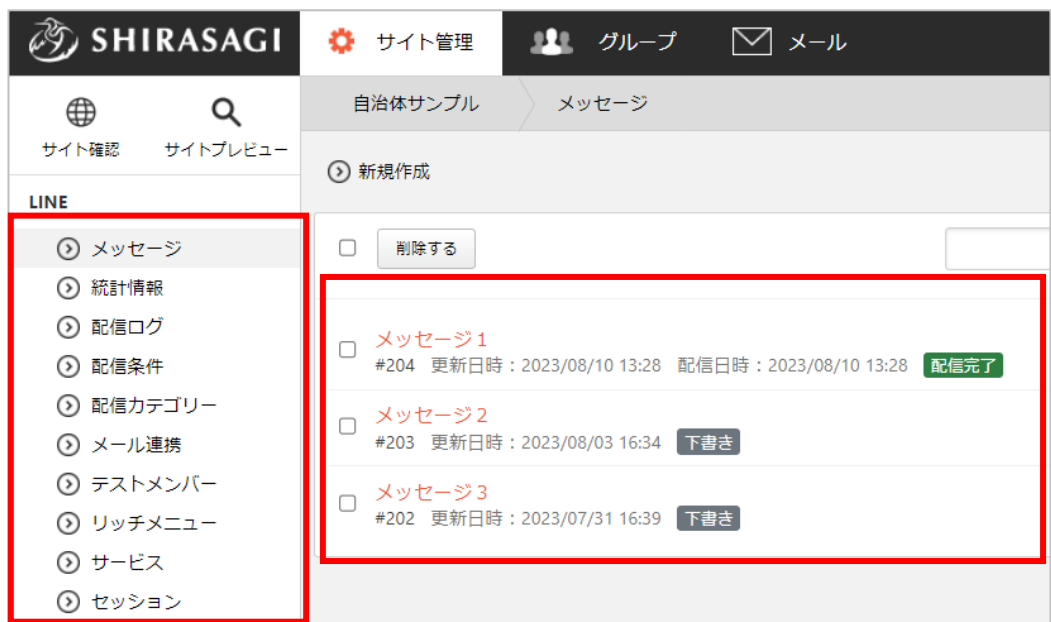 SHIRASAGI サイト管理 グループ メール
サイト確認 サイトプレビュー
自治体サンプル メッセージ
LINE
メッセージ
統計情報
配信ログ
配信条件
配信カテゴリー
メール連携
テストメンバー
リッチメニュー
サービス
セッション
新規作成
削除する
メッセージ１
#204 更新日時：2023/08/10 13:28 配信日時：2023/08/10 13:28 配信完了
メッセージ２
#203 更新日時：2023/08/03 16:34 下書き
メッセージ３
#202 更新日時：2023/07/31 16:39 下書き